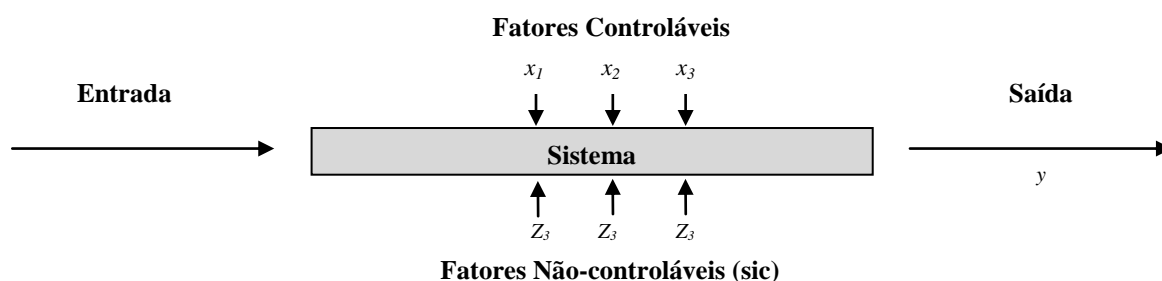 Fatores Controláveis
x1 x2 x3
Entrada
Saída
Sistema
y
Z3 Z3 Z3
Fatores Não-controláveis (sic)